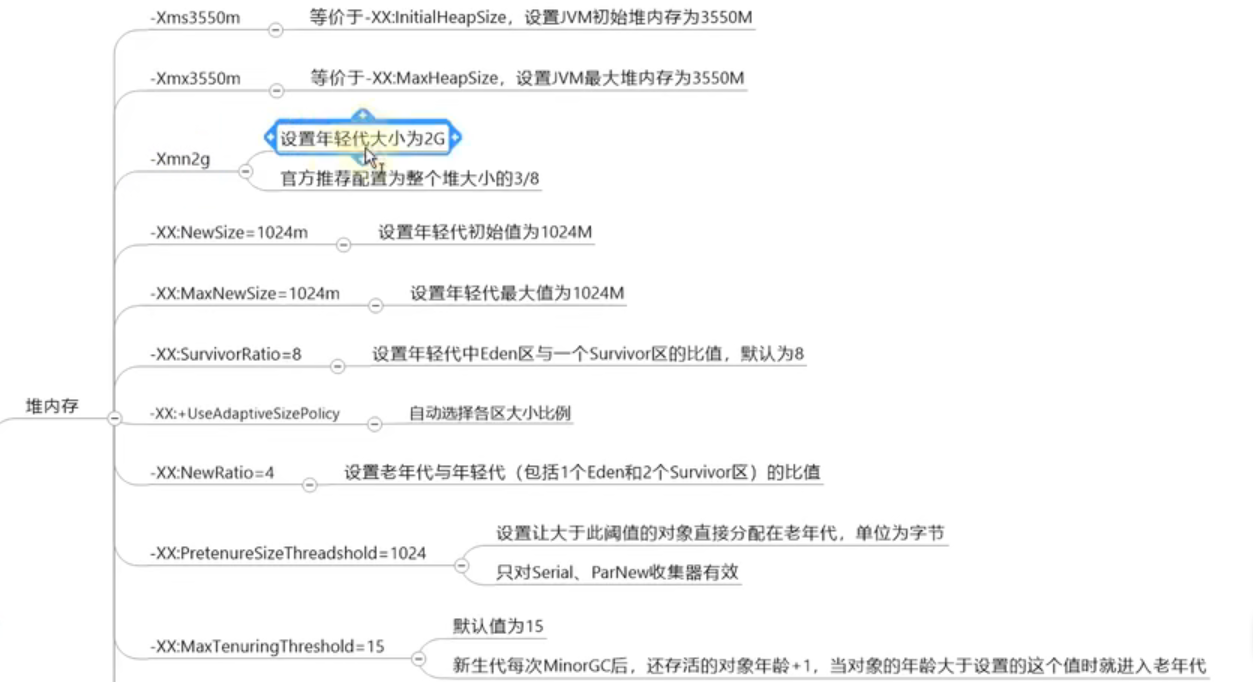 -Xms3550m
等价于-XX:InitialHeapSize，设置JVM初始堆内存为3550M
-Xmx3550m
等价于-XX:MaxHeapSize，设置JVM最大堆内存为3550M
-Xmn2g
设置年轻代大小为2G
官方推荐配置为整个堆大小的3/8
-XX:NewSize=1024m
设置年轻代初始值为1024M
-XX:MaxNewSize=1024m
设置年轻代最大值为1024M
-XX:SurvivorRatio=8
设置年轻代中Eden区与一个Survivor区的比值，默认为8
堆内存
-XX:+UseAdaptiveSizePolicy
自动选择各区大小比例
-XX:NewRatio=4
设置老年代与年轻代（包括1个Eden和2个Survivor区）的比值
-XX:PretenureSizeThreadshold=1024
设置让大于此阈值的对象直接分配在老年代，单位为字节
只对Serial、ParNew收集器有效
-XX:MaxTenuringThreshold=15
默认值为15
新生代每次MinorGC后，还存活的对象年龄+1，当对象的年龄大于设置的这个值时就进入老年代